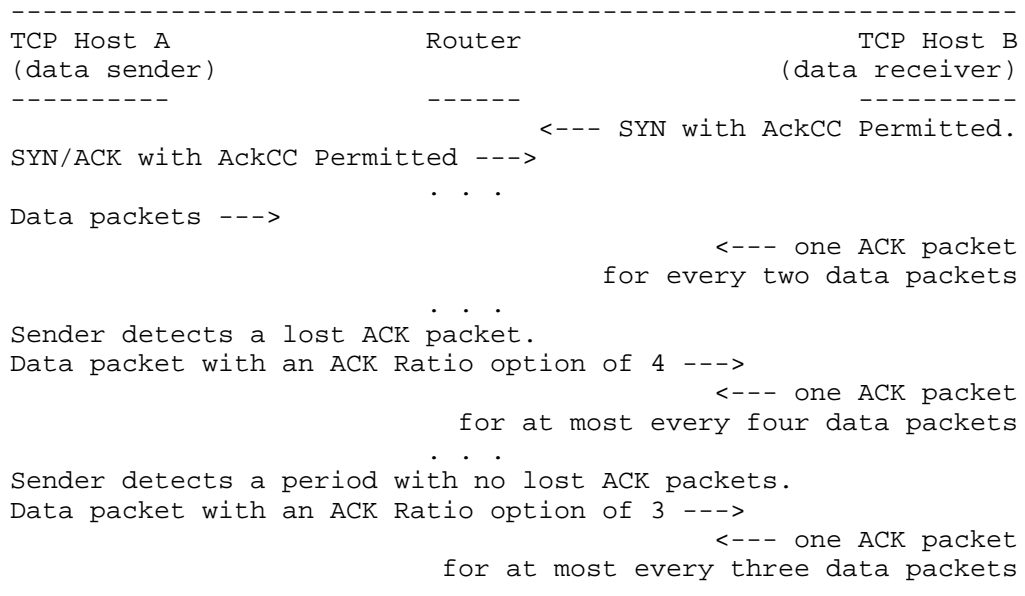 ---------------------------------------------------------------
TCP Host A                Router                     TCP Host B
(data sender)                                   (data receiver)
----------                ------                     ----------
                                 <--- SYN with AckCC Permitted.
SYN/ACK with AckCC Permitted --->
                          . . .
Data packets --->
                                            <--- one ACK packet
                                     for every two data packets
                          . . .
Sender detects a lost ACK packet.
Data packet with an ACK Ratio option of 4 --->
                                            <--- one ACK packet
                            for at most every four data packets
                          . . .
Sender detects a period with no lost ACK packets.
Data packet with an ACK Ratio option of 3 --->
                                            <--- one ACK packet
                           for at most every three data packets